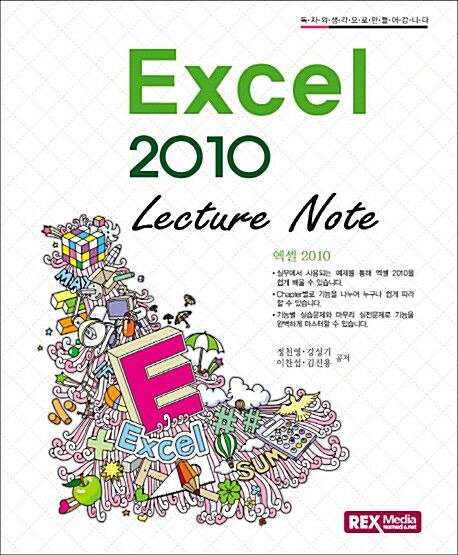 독·자·의·생·각·으·로·만·들·어·갑·니·다
Excel
2010
Lecture Note
엑셀 2010
• 실무에서 사용되는 예제를 통해 엑셀 2010을
쉽게 배울 수 있습니다.
• Chapter별로 기능을 나누어 누구나 쉽게 따라
할 수 있습니다.
• 기능별 실습문제와 마무리 실전문제로 기능을
완벽하게 마스터할 수 있습니다.
정친영·강성기
이찬섭·김진용 공저
MAY
IF
E
Excel
##
SUM
REX Media
rexmedia.net